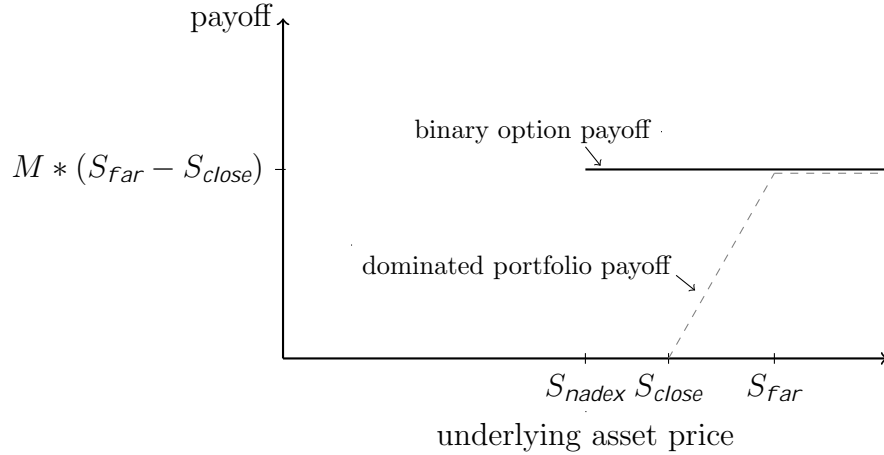 payoff
binary option payoff
M ∗ (S_far − S_close)
dominated portfolio payoff
S_nadex S_close S_far
underlying asset price